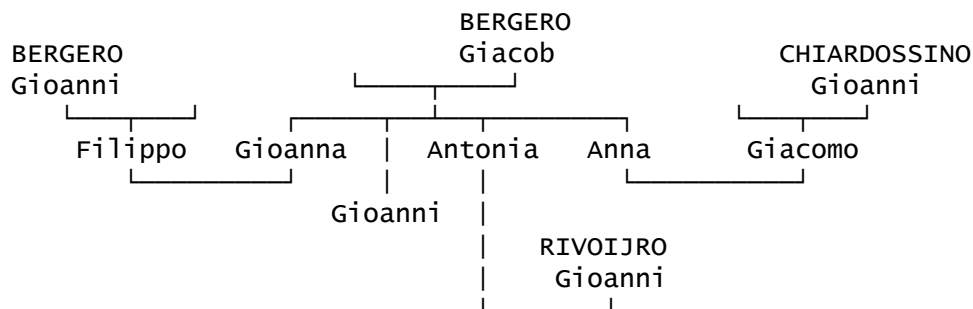 BERGERO
BERGERO Giacob CHIARDOSSINO
Gioanni Gioanni
Filippo Gioanna Antonia Anna Giacomo
Gioanni
RIVOIJRO
Gioanni